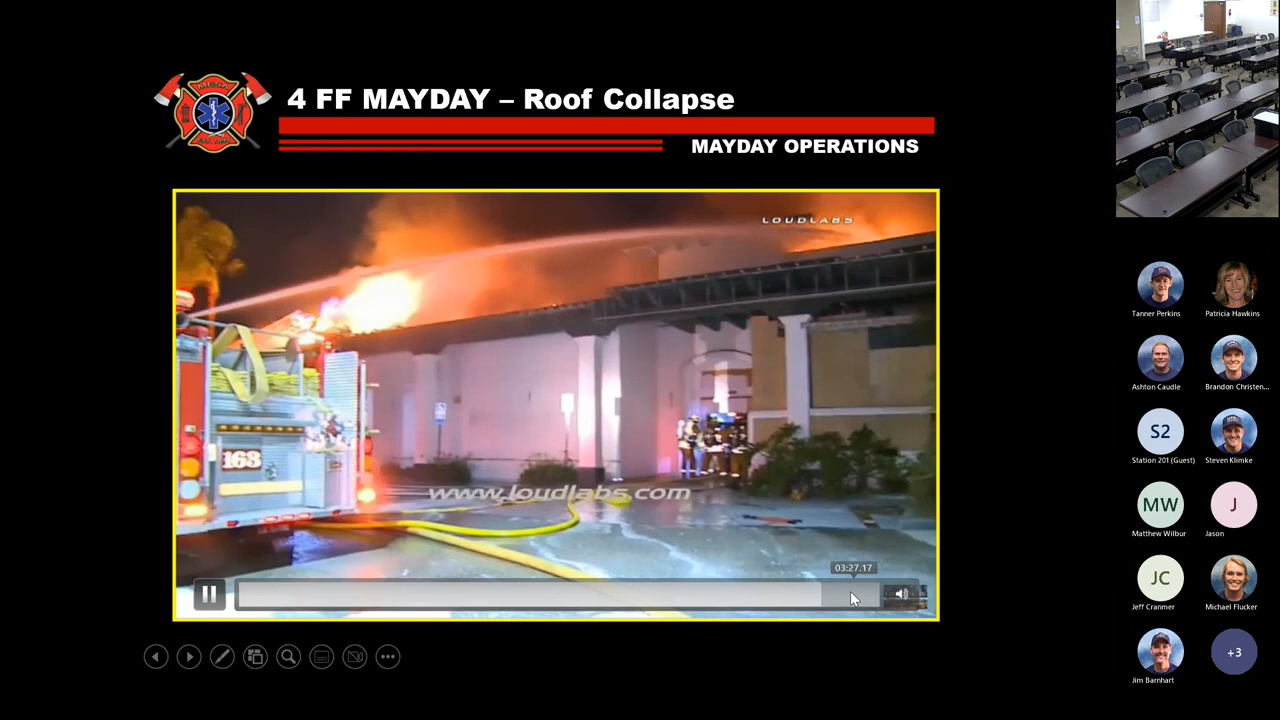 MESA
4 FF MAYDAY – Roof Collapse
MAYDAY OPERATIONS
LOUDLABS
163
www.loudlabs.com
03:27.17
Tanner Perkins
Patricia Hawkins
Ashton Caudle
Brandon Christen...
S2
Station 201 (Guest)
Steven Klimke
MW
Matthew Wilbur
J
Jason
JC
Jeff Cranmer
Michael Flucker
Jim Barnhart
+3